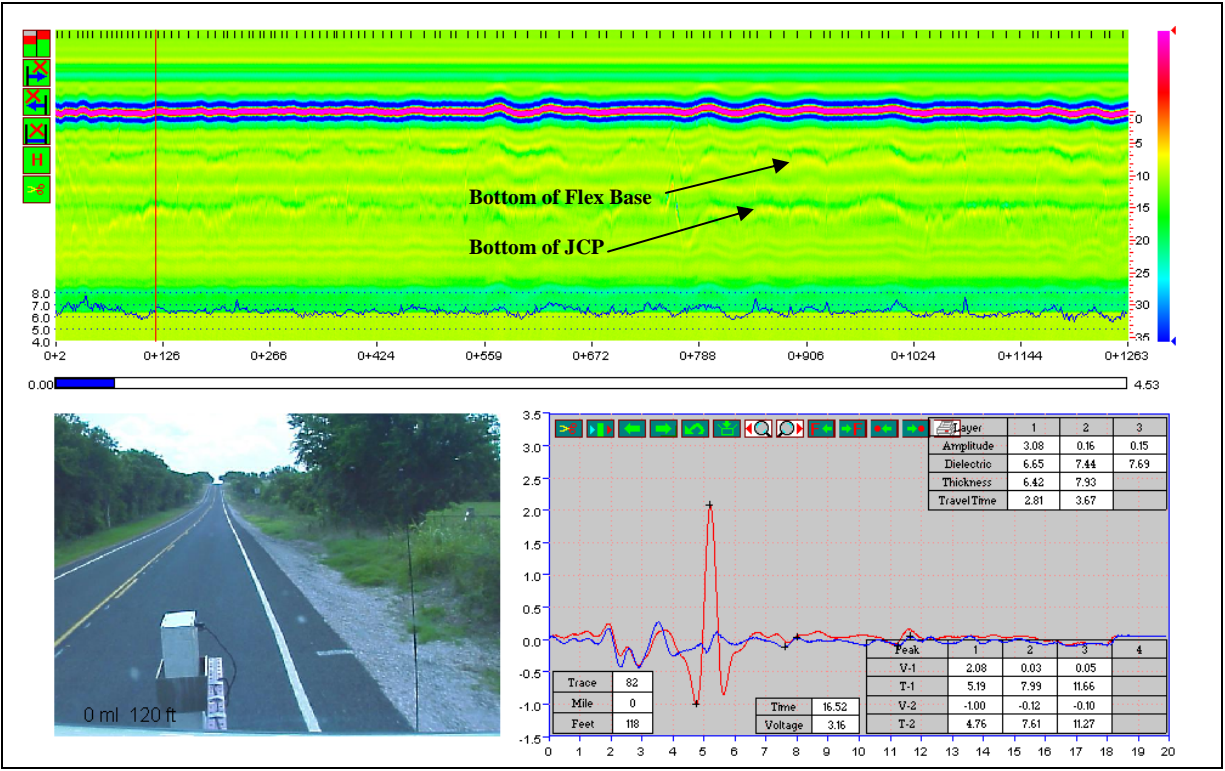 H
0
5
10
15
20
25
30
35
Bottom of Flex Base
Bottom of JCP
8.0
7.0
6.0
5.0
4.0
0+2 0+126 0+266 0+424 0+559 0+672 0+788 0+906 0+1024 0+1144 0+1263
0.00 4.53
0 ml 120 ft
3.5
3.0
2.5
2.0
1.5
1.0
0.5
0.0
-0.5
-1.0
-1.5
F F
Layer 1 2 3
Amplitude 3.08 0.16 0.15
Dielectric 6.65 7.44 7.69
Thickness 6.42 7.93
Travel Time 2.81 3.67
Trace 82
Mile 0
Feet 118
Time 16.52
Voltage 3.16
Peak 1 2 3 4
V-1 2.08 0.03 0.05
T-1 5.19 7.99 11.66
V-2 -1.00 -0.12 -0.10
T-2 4.76 7.61 11.27
0 1 2 3 4 5 6 7 8 9 10 11 12 13 14 15 16 17 18 19 20